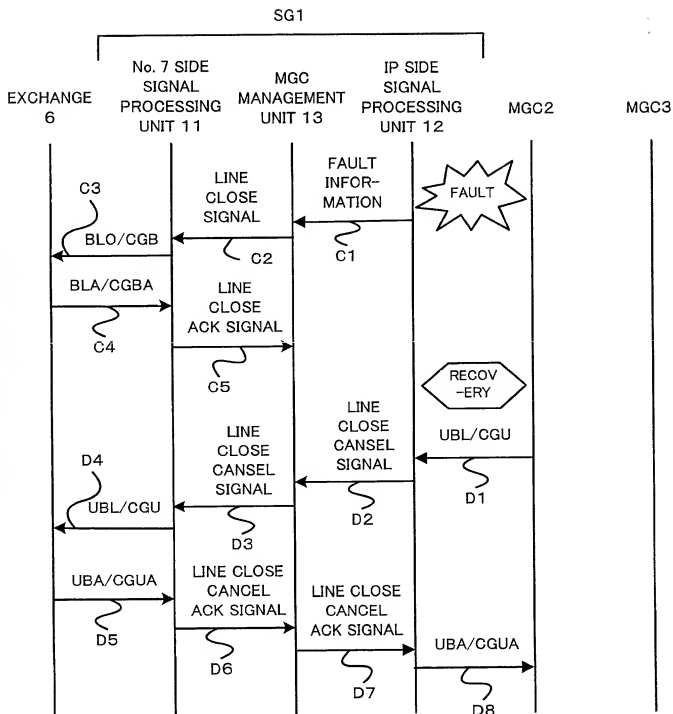 SG1
EXCHANGE
6
No. 7 SIDE
SIGNAL
PROCESSING
UNIT 11
MGC
MANAGEMENT
UNIT 13
IP SIDE
SIGNAL
PROCESSING
UNIT 12
MGC2
MGC3
FAULT
FAULT
INFOR-
MATION
C1
LINE
CLOSE
SIGNAL
C2
C3
BLO/CGB
BLA/CGBA
C4
LINE
CLOSE
ACK SIGNAL
C5
RECOV
-ERY
UBL/CGU
D1
LINE
CLOSE
CANSEL
SIGNAL
D2
LINE
CLOSE
CANSEL
SIGNAL
D3
D4
UBL/CGU
UBA/CGUA
D5
LINE CLOSE
CANCEL
ACK SIGNAL
D6
LINE CLOSE
CANCEL
ACK SIGNAL
D7
UBA/CGUA
D8